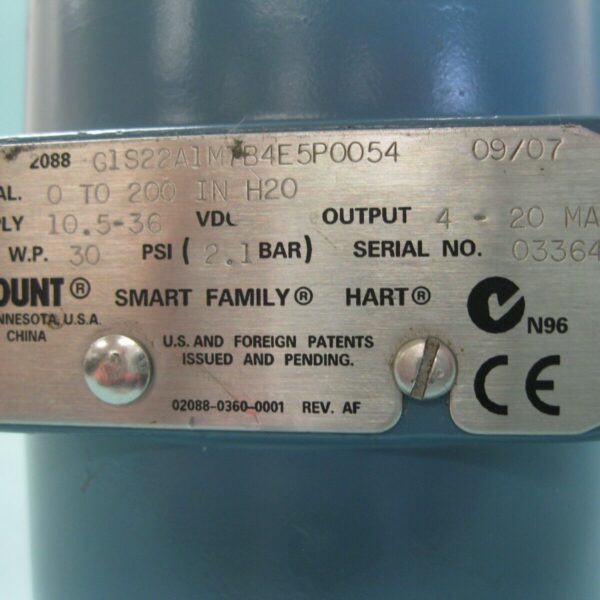 2088 G1S22A1M7B4E5P0054 09/07
AL. 0 TO 200 IN H2O
PLY 10.5-36 VDC OUTPUT 4 - 20 MA
W.P. 30 PSI ( 2.1 BAR) SERIAL NO. 03364
OUNT® SMART FAMILY® HART®
NNESOTA, U.S.A.
CHINA
U.S. AND FOREIGN PATENTS
ISSUED AND PENDING.
N96
CE
02088-0360-0001 REV. AF